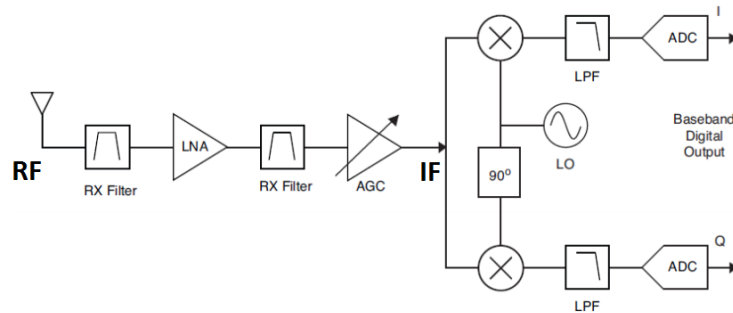 RF
RX Filter
LNA
RX Filter
AGC
IF
LPF
ADC
I
90°
LO
Baseband
Digital
Output
LPF
ADC
Q